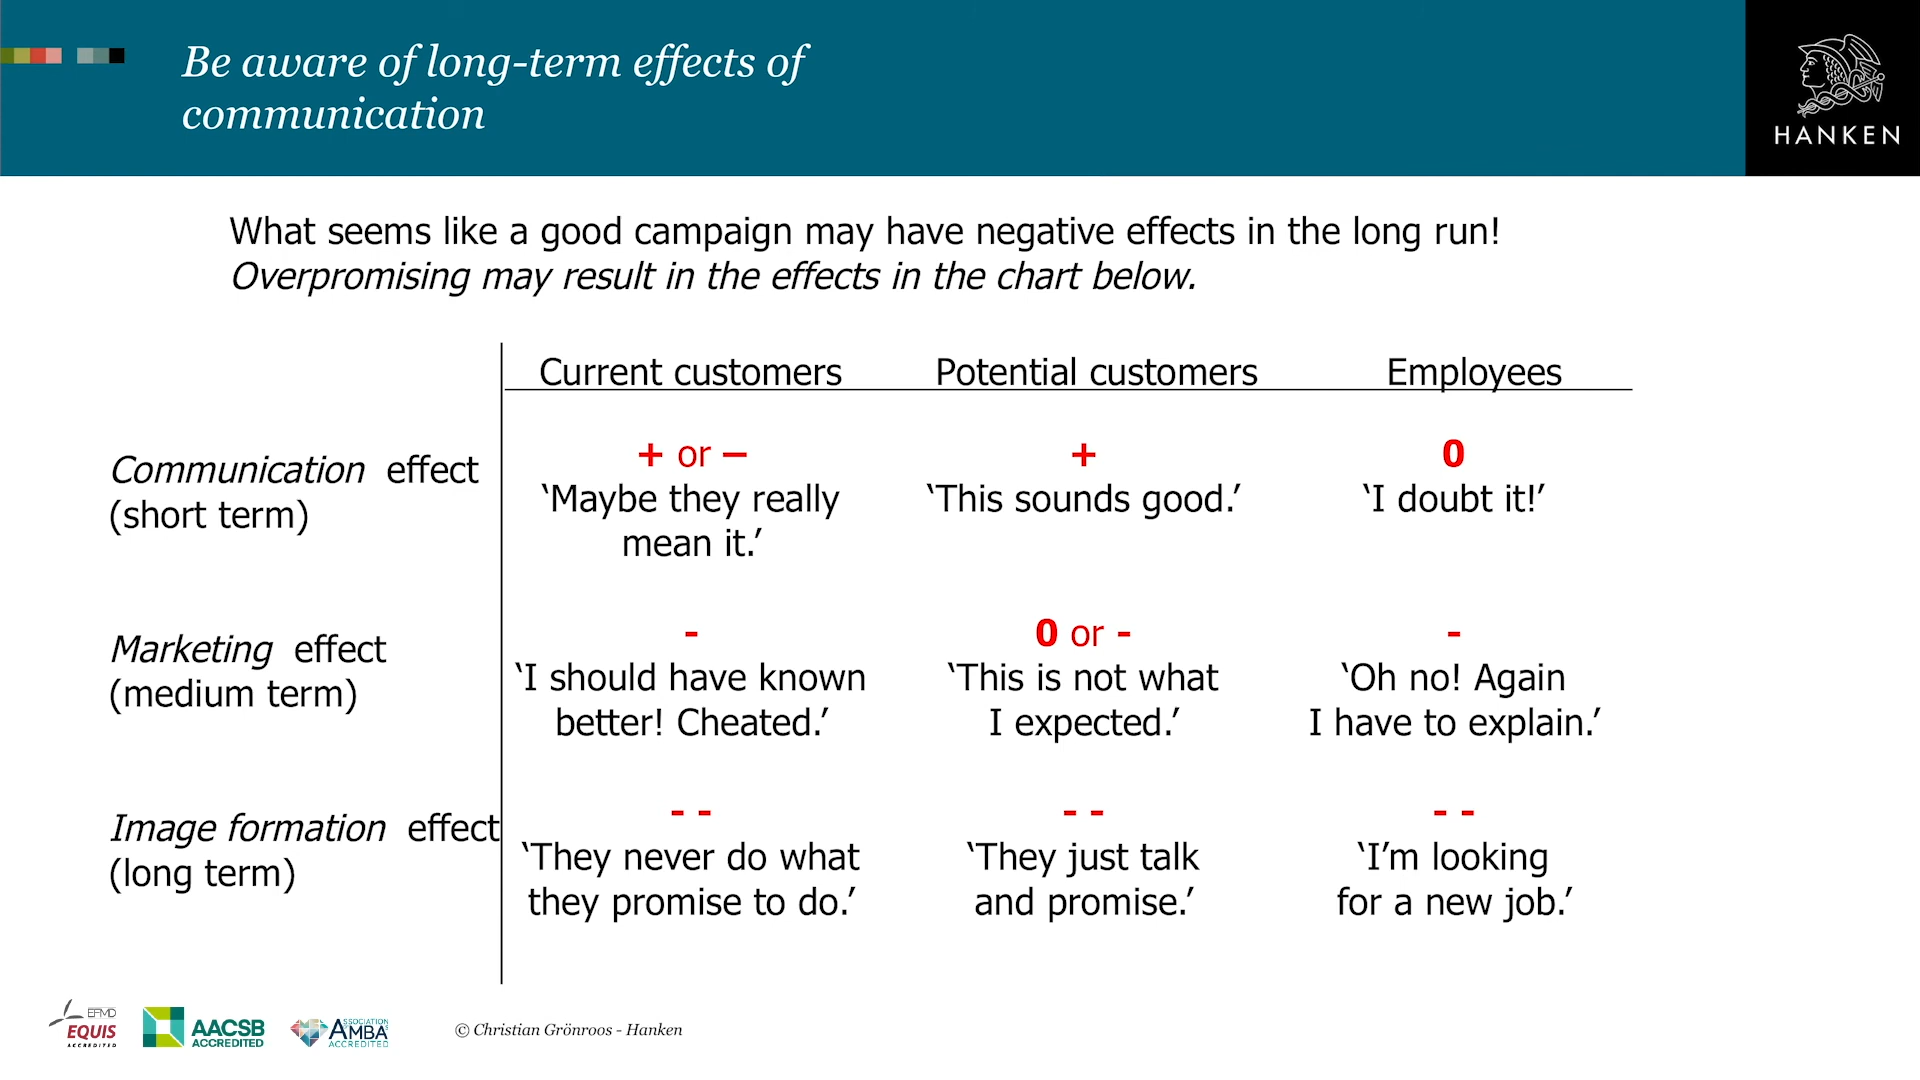 Be aware of long-term effects of
communication
HANKEN
What seems like a good campaign may have negative effects in the long run!
Overpromising may result in the effects in the chart below.
Current customers Potential customers Employees
Communication effect
(short term)
+ or –
‘Maybe they really
mean it.’
+
‘This sounds good.’
0
‘I doubt it!’
Marketing effect
(medium term)
-
‘I should have known
better! Cheated.’
0 or -
‘This is not what
I expected.’
-
‘Oh no! Again
I have to explain.’
Image formation effect
(long term)
- -
‘They never do what
they promise to do.’
- -
‘They just talk
and promise.’
- -
‘I’m looking
for a new job.’
EFMD
EQUIS
ACCREDITED
AACSB
ACCREDITED
ASSOCIATION
AMBA
ACCREDITED
© Christian Grönroos - Hanken